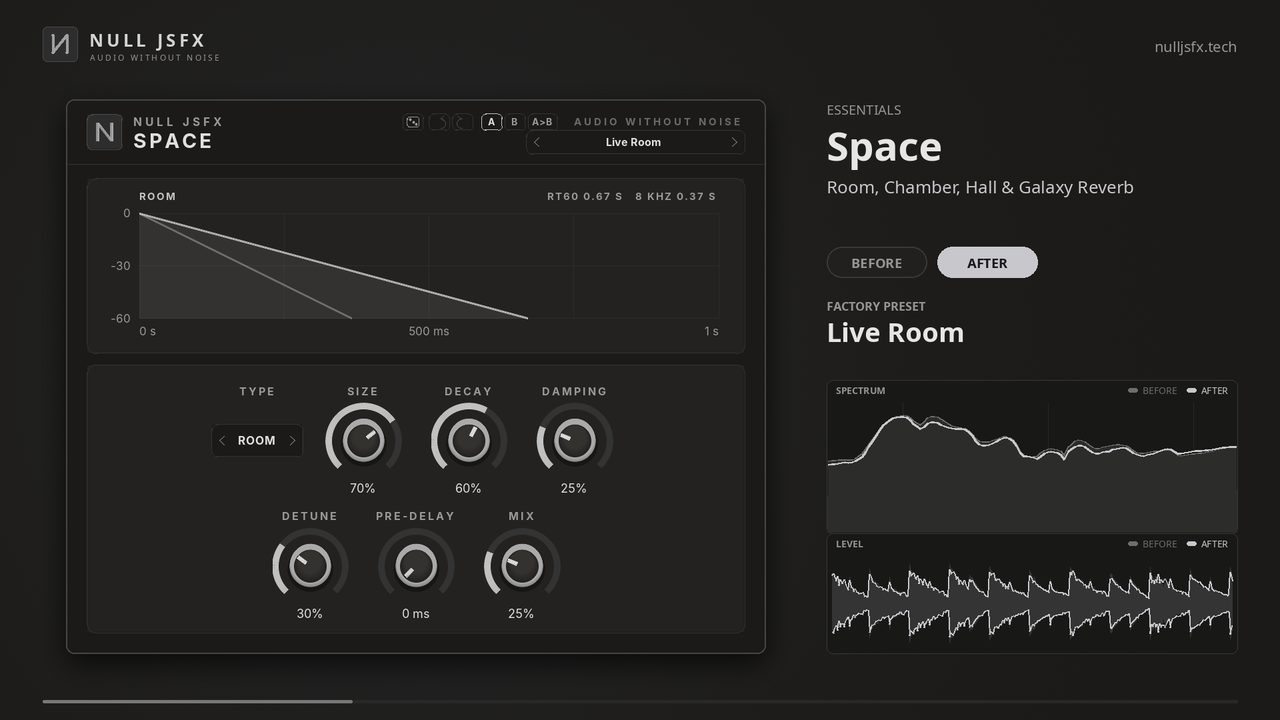 NULL JSFX
AUDIO WITHOUT NOISE
nulljsfx.tech
N
NULL JSFX
SPACE
A
B
A>B
AUDIO WITHOUT NOISE
Live Room
ROOM
RT60 0.67 S
8 KHZ 0.37 S
0
-30
-60
0 s
500 ms
1 s
TYPE
SIZE
DECAY
DAMPING
ROOM
70%
60%
25%
DETUNE
PRE-DELAY
MIX
30%
0 ms
25%
ESSENTIALS
Space
Room, Chamber, Hall & Galaxy Reverb
BEFORE
AFTER
FACTORY PRESET
Live Room
SPECTRUM
BEFORE
AFTER
LEVEL
BEFORE
AFTER